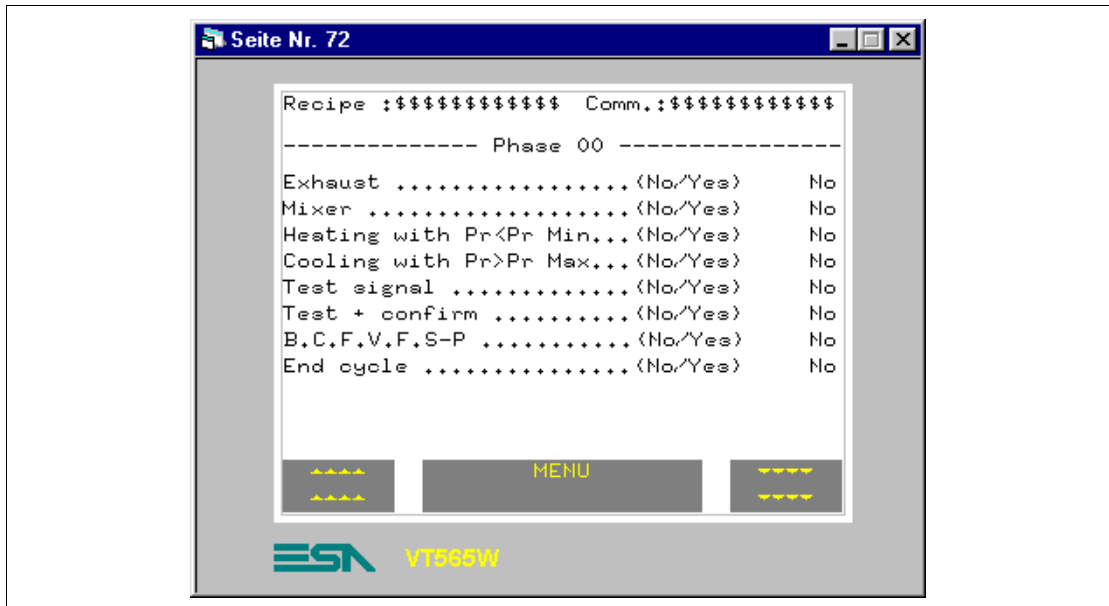 Seite Nr. 72
Recipe :$$$$$$$$$$$$ Comm.:$$$$$$$$$$$$
-------------- Phase 00 ----------------
Exhaust .................(No/Yes) No
Mixer ...................(No/Yes) No
Heating with Pr<Pr Min...(No/Yes) No
Cooling with Pr>Pr Max...(No/Yes) No
Test signal .............(No/Yes) No
Test + confirm ..........(No/Yes) No
B.C.F.V.F.S-P ...........(No/Yes) No
End cycle ...............(No/Yes) No
MENU
ESA VT565W